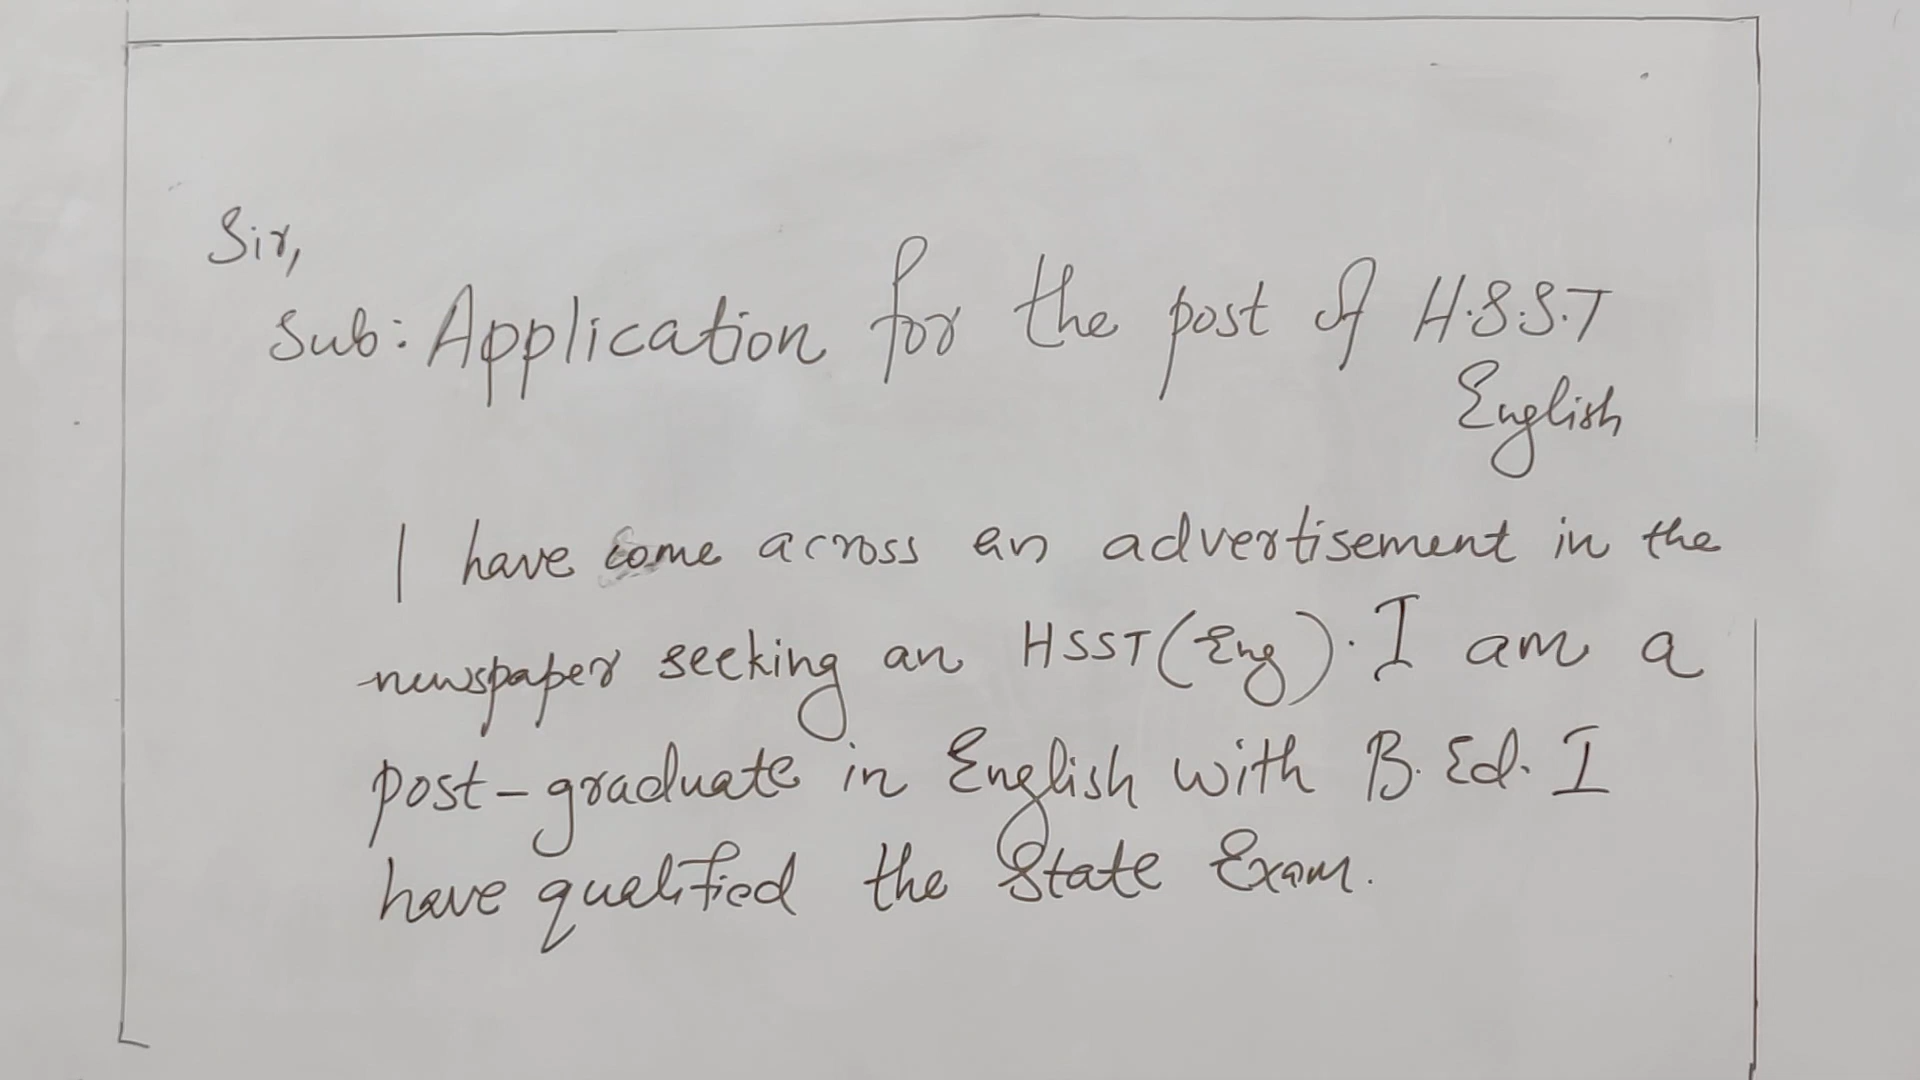 Sir,
Sub: Application for the post of H.S.S.T
English
I have come across an advertisement in the
newspaper seeking an HSST (Eng). I am a
post-graduate in English with B.Ed. I
have qualified the State Exam.